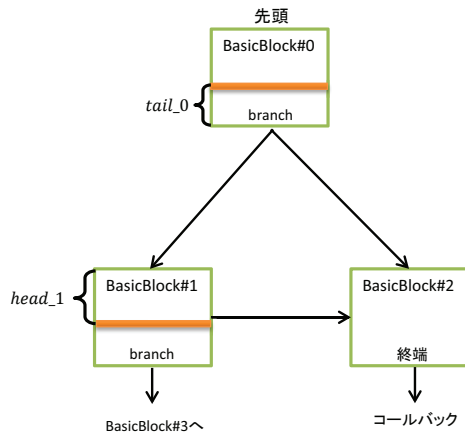 先頭
BasicBlock#0
tail_0
branch
BasicBlock#1
BasicBlock#2
head_1
branch
終端
BasicBlock#3へ
コールバック